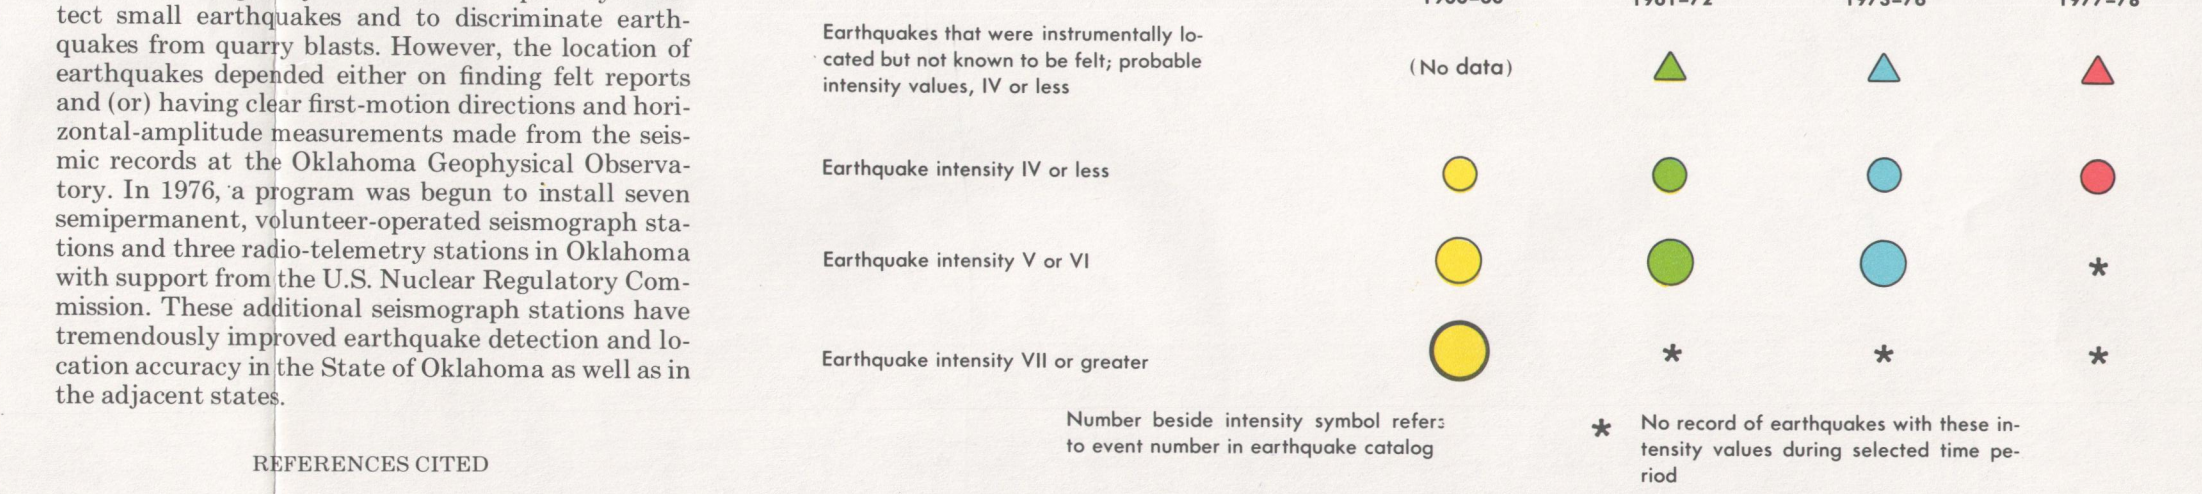 tect small earthquakes and to discriminate earth-
quakes from quarry blasts. However, the location of
earthquakes depended either on finding felt reports
and (or) having clear first-motion directions and hori-
zontal-amplitude measurements made from the seis-
mic records at the Oklahoma Geophysical Observa-
tory. In 1976, a program was begun to install seven
semipermanent, volunteer-operated seismograph sta-
tions and three radio-telemetry stations in Oklahoma
with support from the U.S. Nuclear Regulatory Com-
mission. These additional seismograph stations have
tremendously improved earthquake detection and lo-
cation accuracy in the State of Oklahoma as well as in
the adjacent states.
REFERENCES CITED
Earthquakes that were instrumentally lo-
cated but not known to be felt; probable
intensity values, IV or less
(No data)
Earthquake intensity IV or less
Earthquake intensity V or VI
*
Earthquake intensity VII or greater
* * *
Number beside intensity symbol refers
to event number in earthquake catalog
* No record of earthquakes with these in-
tensity values during selected time pe-
riod